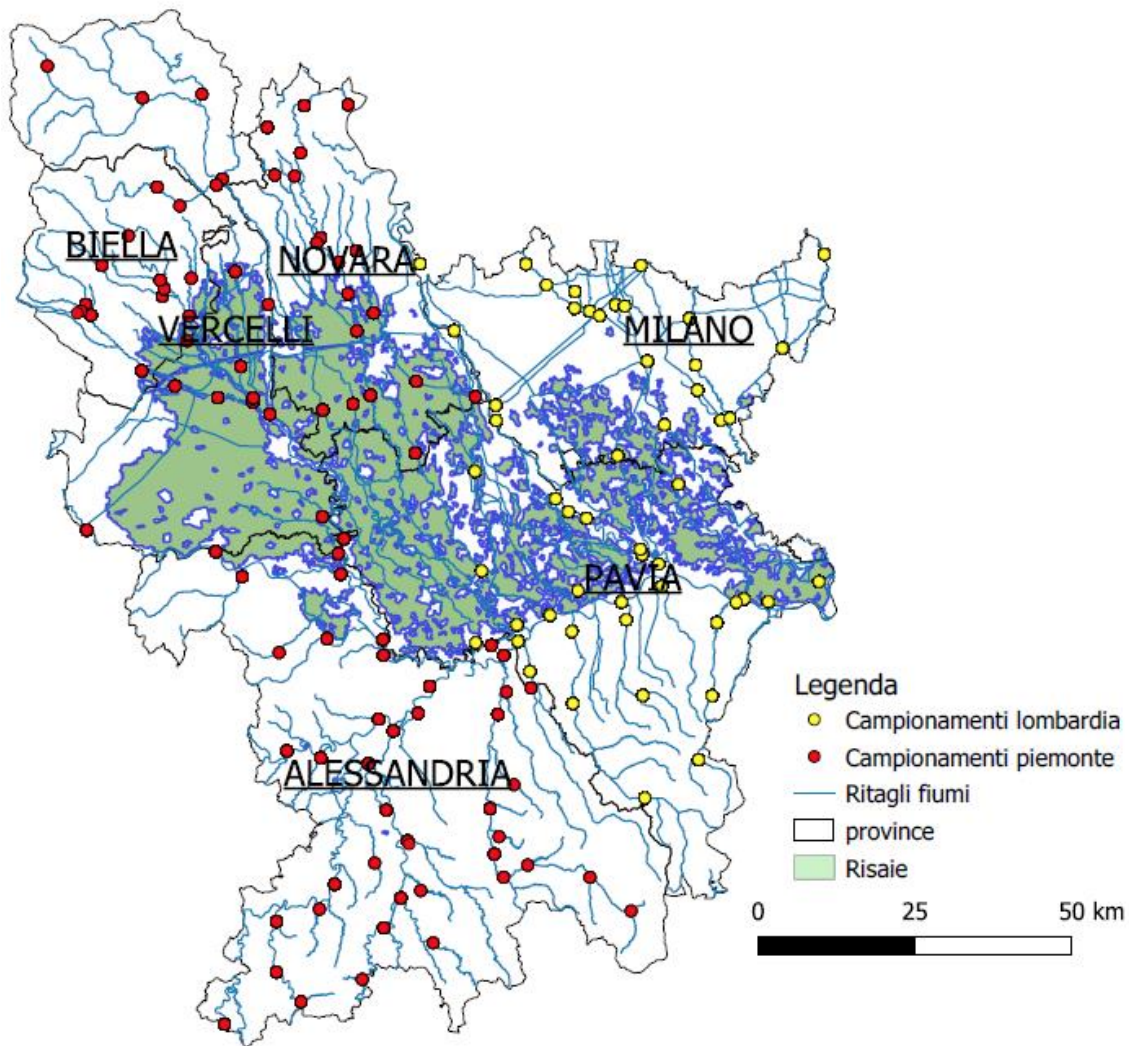 BIELLA
NOVARA
VERCELLI
MILANO
PAVIA
ALESSANDRIA
Legenda
Campionamenti lombardia
Campionamenti piemonte
Ritagli fiumi
province
Risaie
0 25 50 km